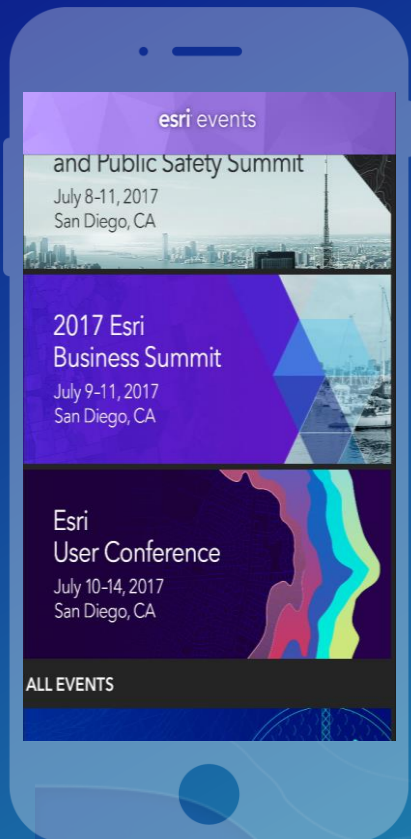 esri events
and Public Safety Summit
July 8-11, 2017
San Diego, CA
2017 Esri
Business Summit
July 9-11, 2017
San Diego, CA
Esri
User Conference
July 10-14, 2017
San Diego, CA
ALL EVENTS